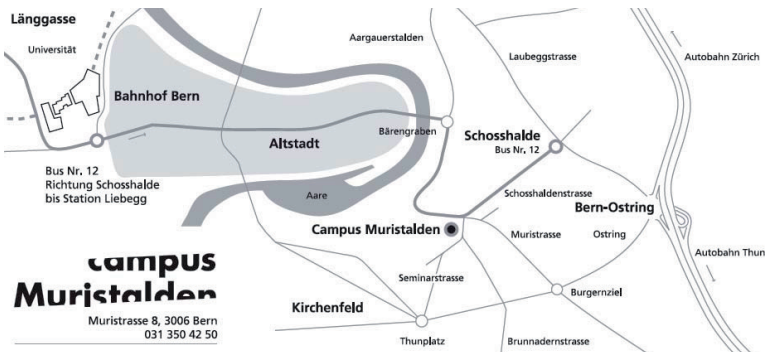 Länggasse
Universität
Bahnhof Bern
Altstadt
Bus Nr. 12
Richtung Schosshalde
bis Station Liebegg
Aare
Aargauerstalden
Laubeggstrasse
Autobahn Zürich
Bärengraben
Schosshalde
Bus Nr. 12
Schosshaldenstrasse
Bern-Ostring
Campus Muristalden
Muristrasse
Ostring
Autobahn Thun
Seminarstrasse
Kirchenfeld
Burgernziel
Thunplatz
Brunnadernstrasse
campus
Muristalden
Muristrasse 8, 3006 Bern
031 350 42 50